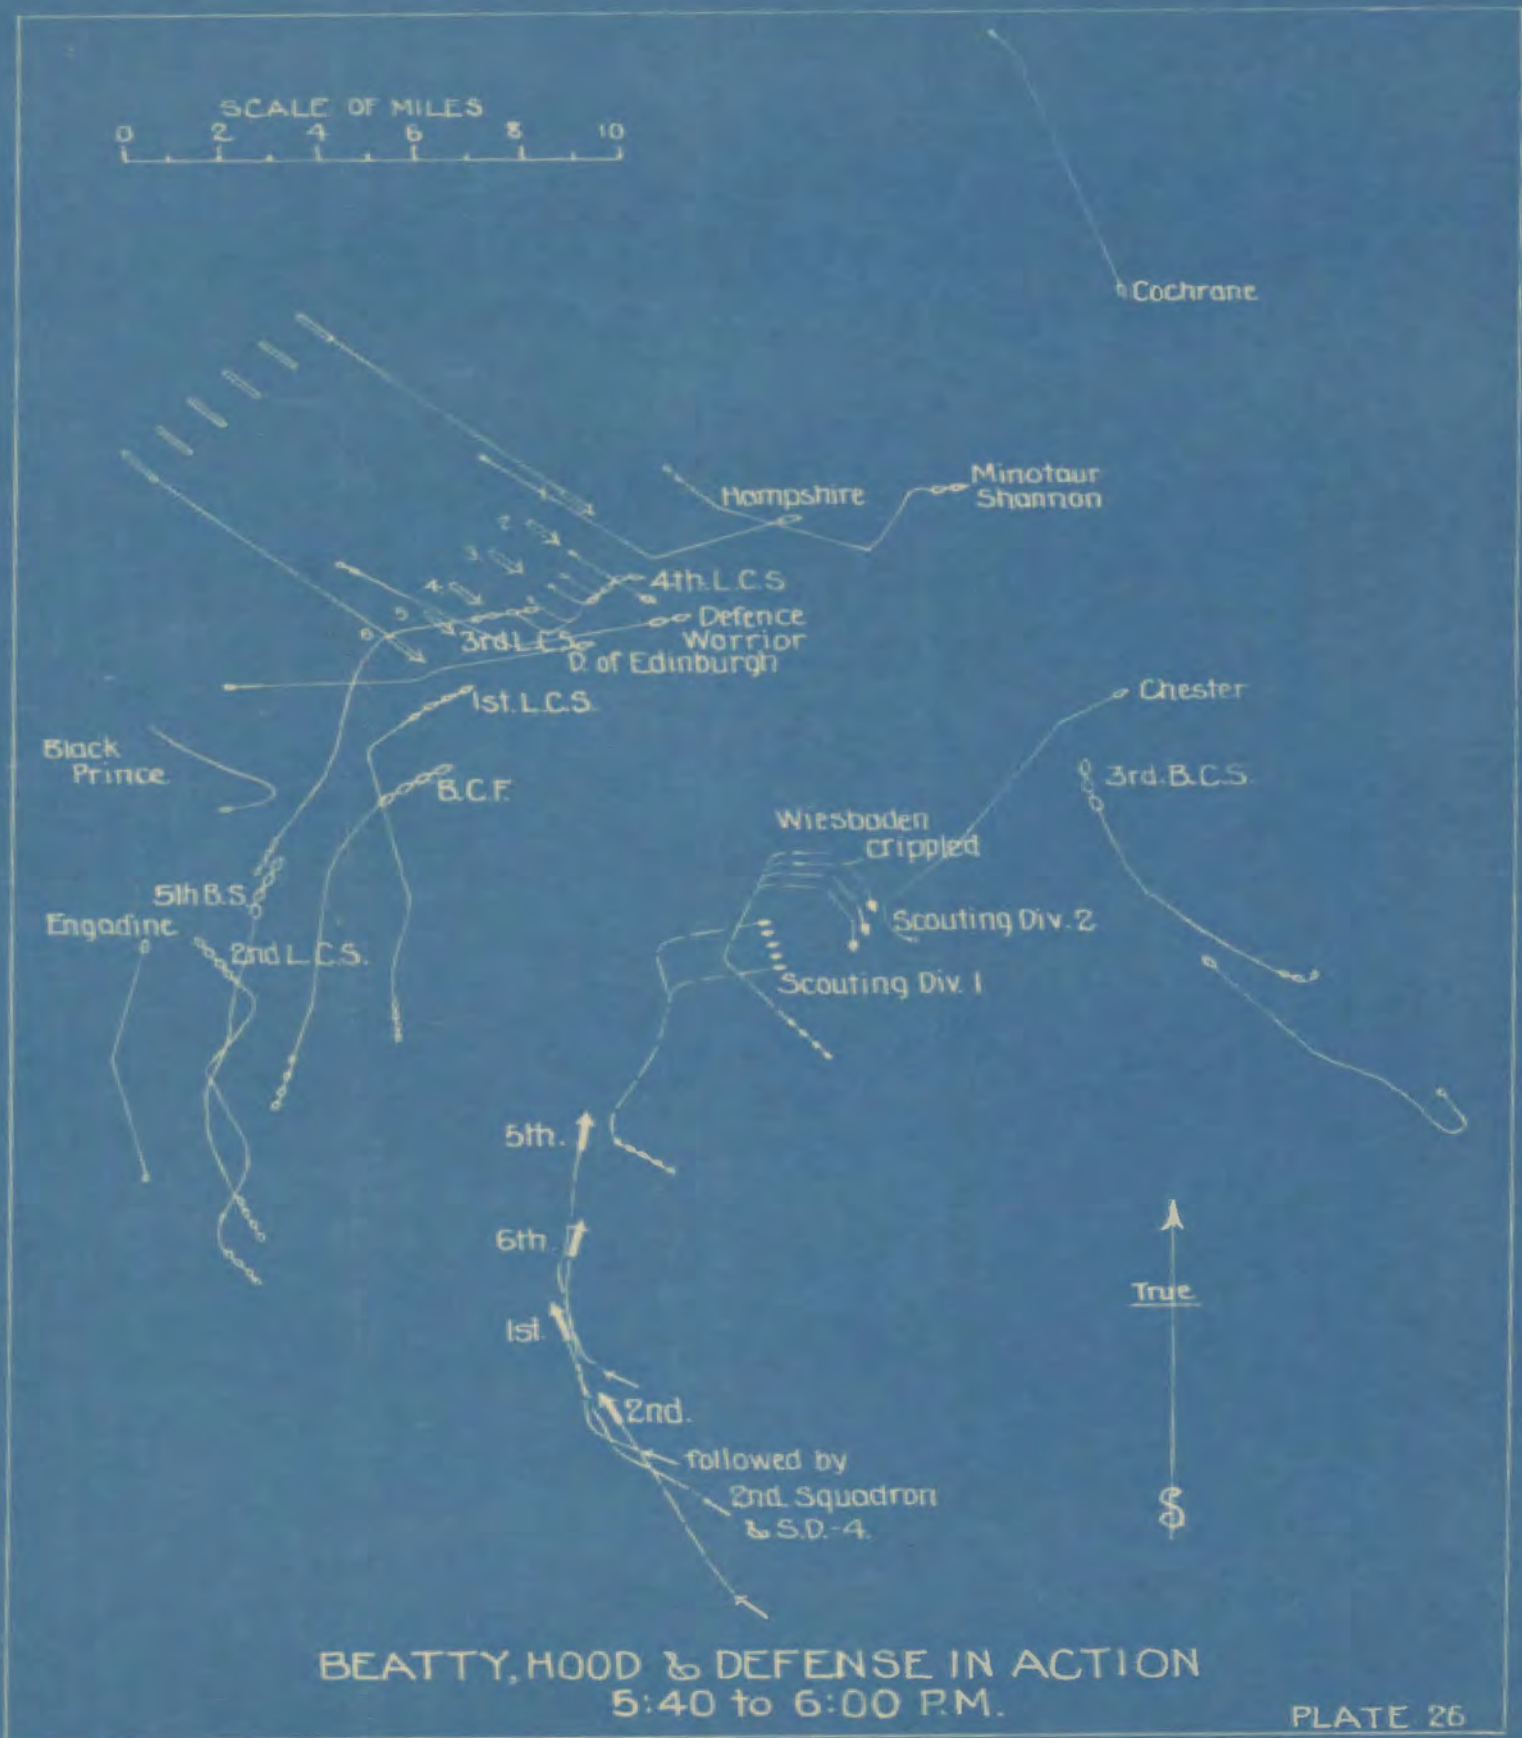 SCALE OF MILES
0 2 4 6 8 10
Cochrane
Minotaur
Shannon
Hampshire
2.
3.
4.
5.
6
4th. L.C.S
Defence
Warrior
3rd L.C.S.
D. of Edinburgh
1st. L.C.S.
Chester
Black
Prince
B.C.F.
3rd. B.C.S.
Wiesbaden
crippled
5th B.S.
Engadine
Scouting Div. 2
2nd L.C.S.
Scouting Div. 1
5th.
6th.
True
1st.
2nd.
followed by
2nd. Squadron
& S.D.-4.
S
BEATTY, HOOD & DEFENSE IN ACTION
5:40 to 6:00 P.M.
PLATE 26